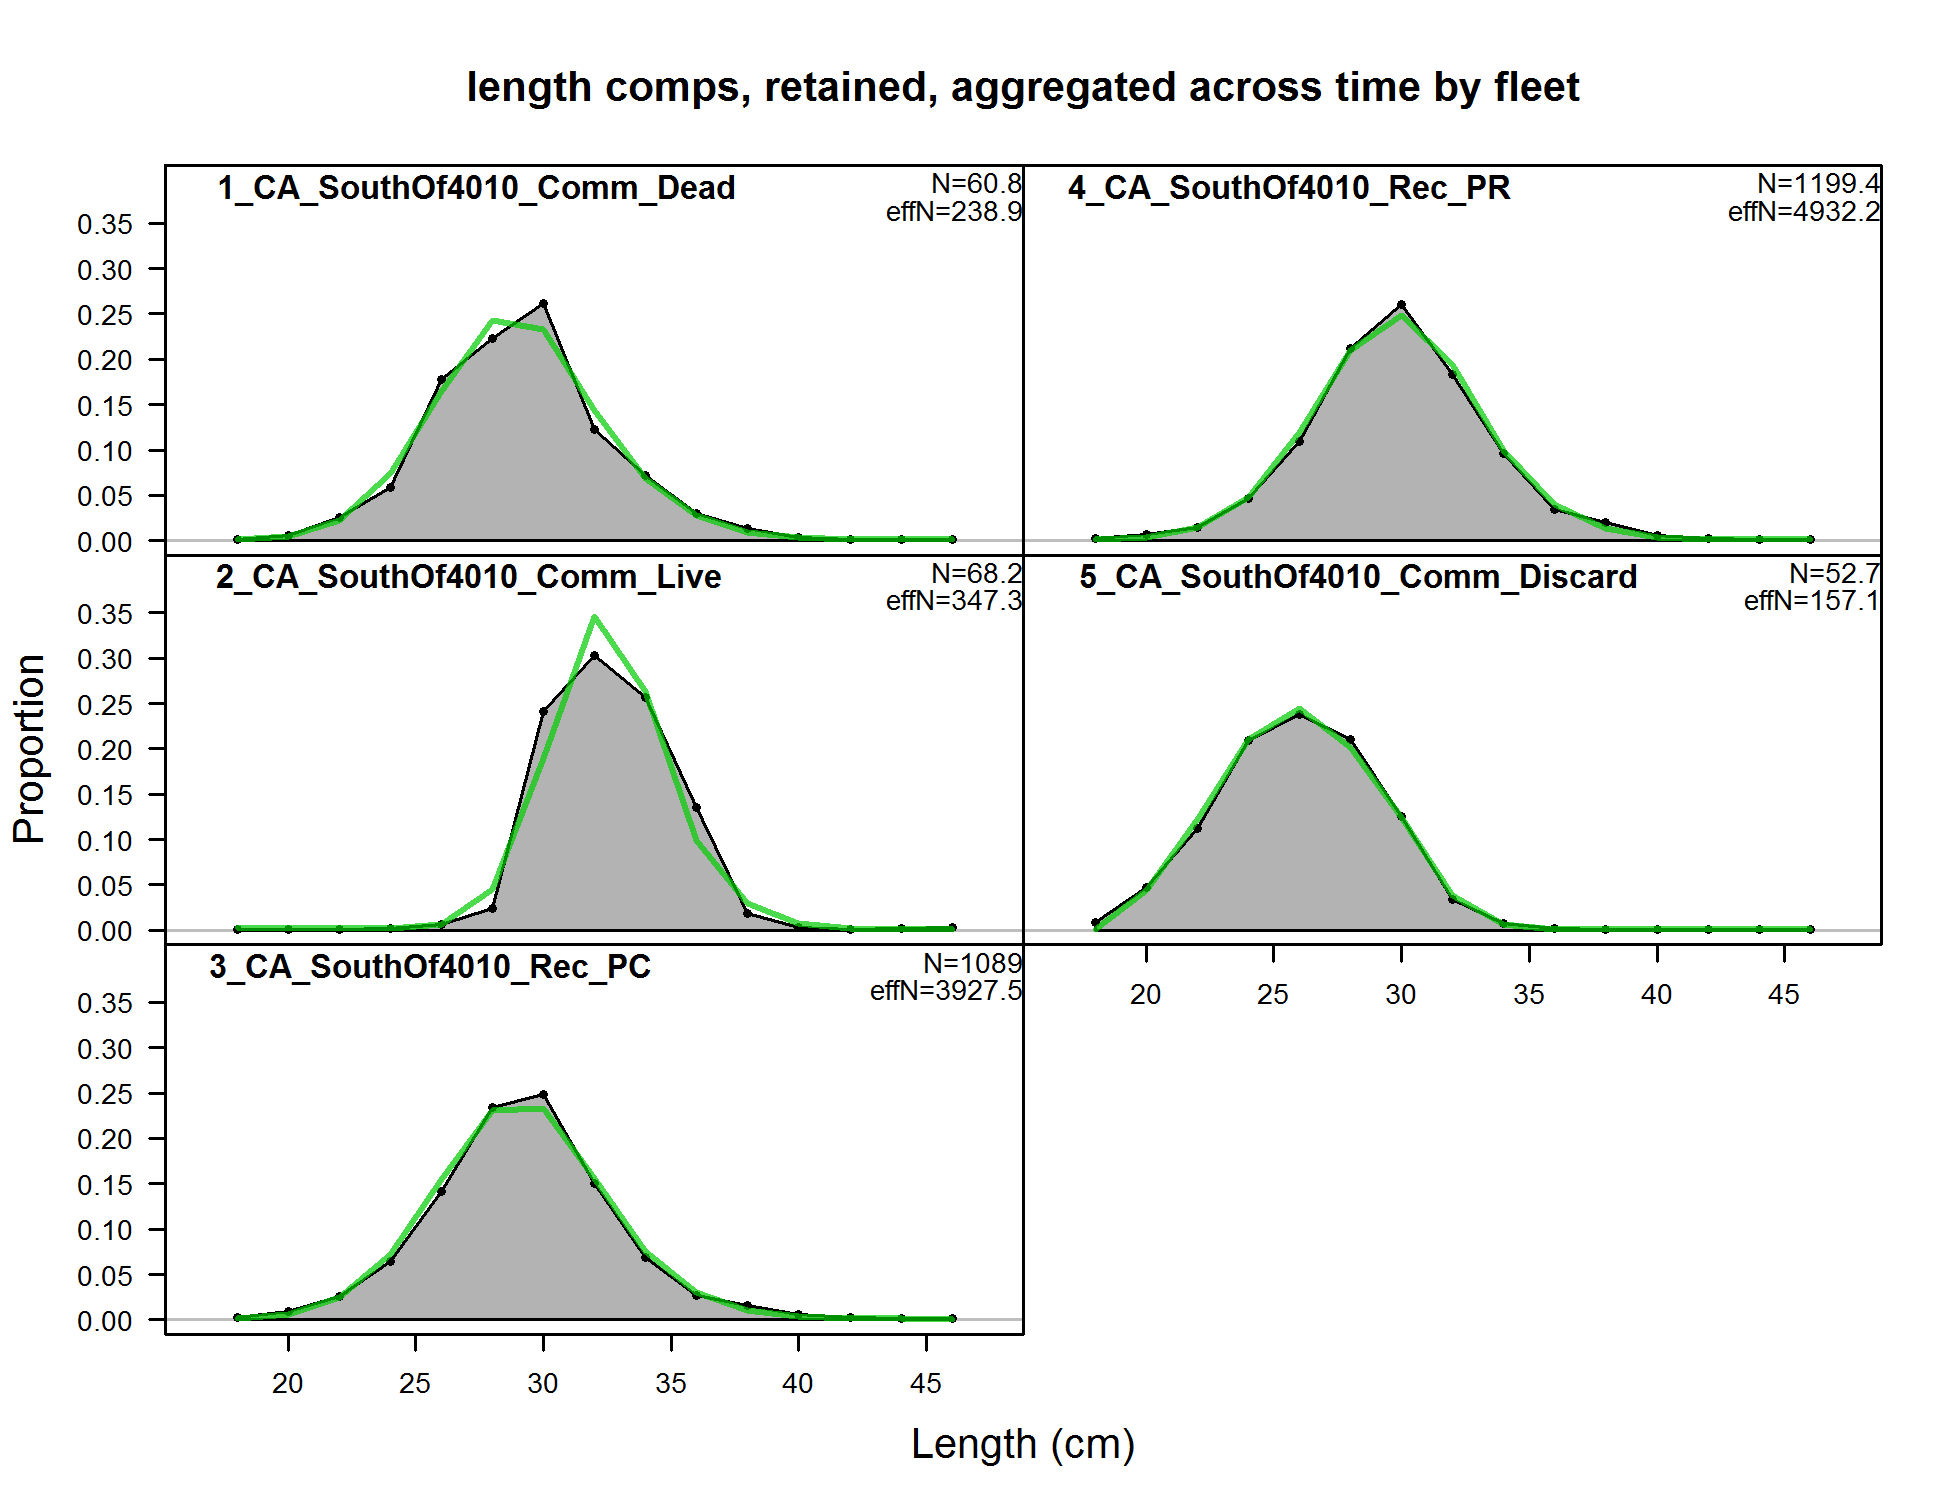 length comps, retained, aggregated across time by fleet
1_CA_SouthOf4010_Comm_Dead
N=60.8
effN=238.9
0.35
0.30
0.25
0.20
0.15
0.10
0.05
0.00
4_CA_SouthOf4010_Rec_PR
N=1199.4
effN=4932.2
2_CA_SouthOf4010_Comm_Live
N=68.2
effN=347.3
0.35
0.30
0.25
0.20
0.15
0.10
0.05
0.00
5_CA_SouthOf4010_Comm_Discard
N=52.7
effN=157.1
20 25 30 35 40 45
3_CA_SouthOf4010_Rec_PC
N=1089
effN=3927.5
0.35
0.30
0.25
0.20
0.15
0.10
0.05
0.00
20 25 30 35 40 45
Proportion
Length (cm)